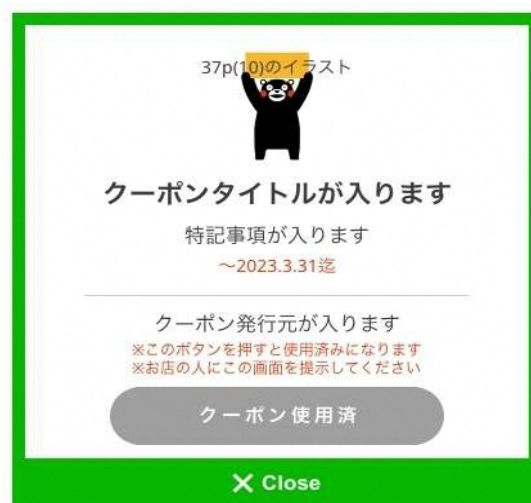 37p(10)のイラスト
クーポンタイトルが入ります
特記事項が入ります
～2023.3.31迄
クーポン発行元が入ります
※このボタンを押すと使用済みになります
※お店の人にこの画面を提示してください
クーポン使用済
× Close